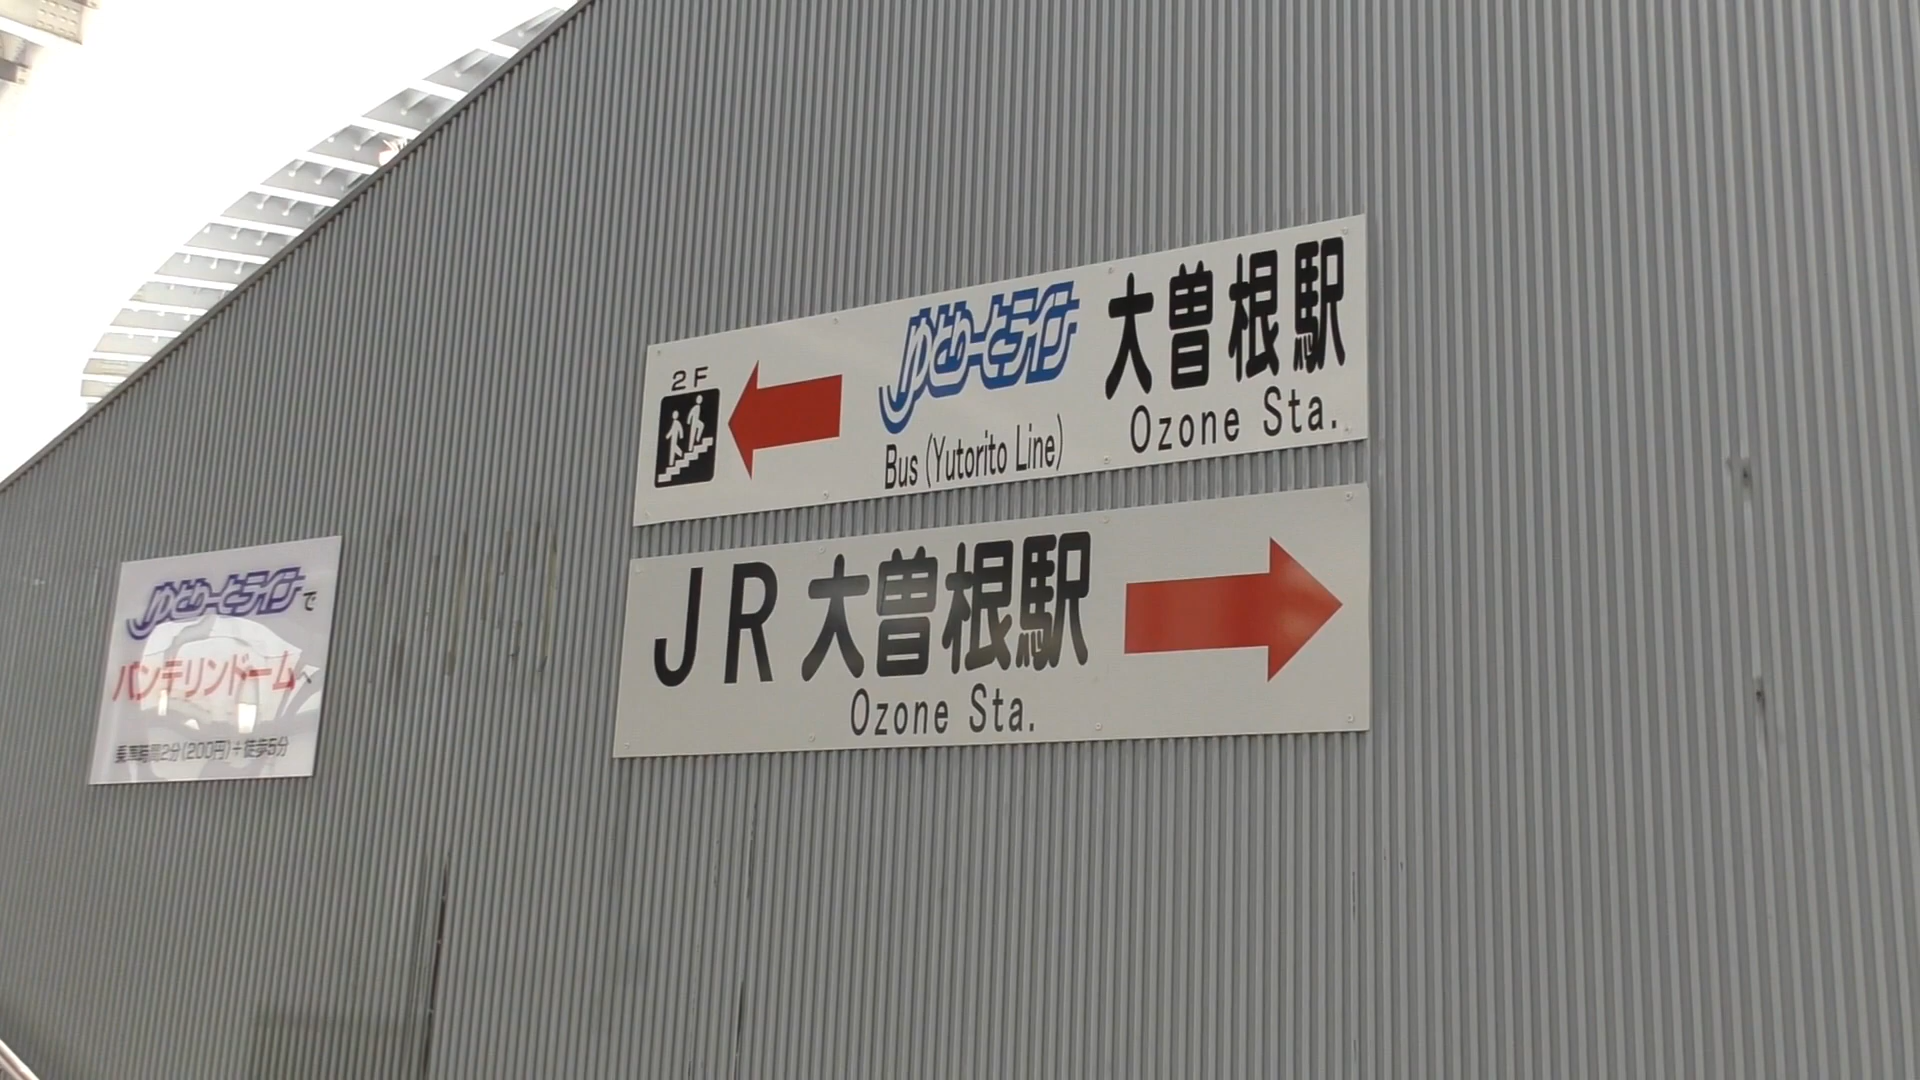 2F
ゆとりーとライン 大曽根駅
Bus (Yutorito Line) Ozone Sta.
JR大曽根駅
Ozone Sta.
ゆとりーとラインで
バンテリンドームへ
乗車時間2分(200円)+徒歩5分